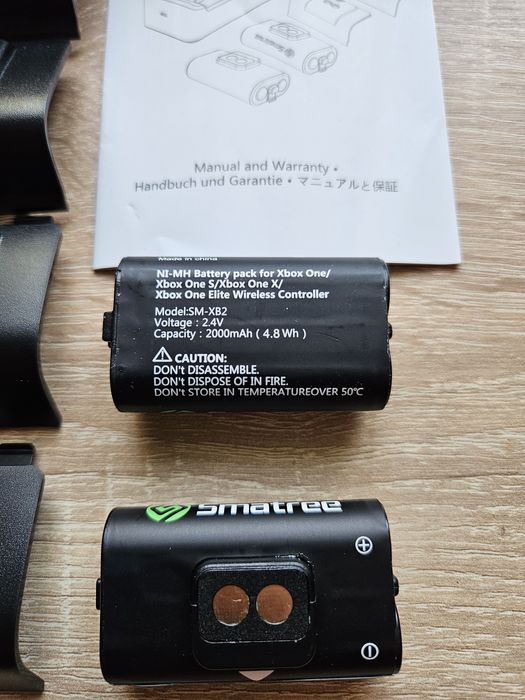 Manual and Warranty •
Handbuch und Garantie • マニュアルと保証
Made in china
NI-MH Battery pack for Xbox One/
Xbox One S/Xbox One X/
Xbox One Elite Wireless Controller
Model:SM-XB2
Voltage : 2.4V
Capacity : 2000mAh ( 4.8 Wh )
CAUTION:
DON't DISASSEMBLE.
DON't DISPOSE OF IN FIRE.
DON't STORE IN TEMPERATUREOVER 50℃
smatree